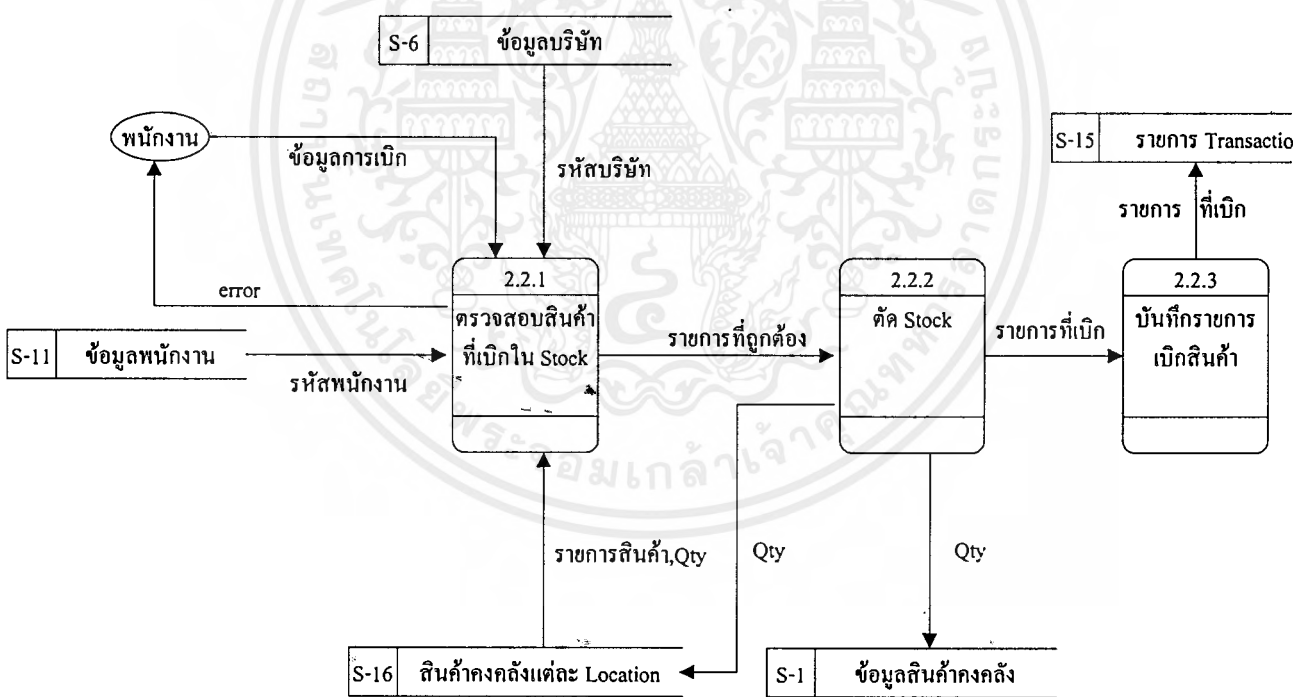 S-6 ข้อมูลบริษัท
พนักงาน
ข้อมูลการเบิก
รหัสบริษัท
S-15 รายการ Transactio
รายการ ที่เบิก
error
2.2.1
ตรวจสอบสินค้า
ที่เบิกใน Stock
2.2.2
ตัด Stock
2.2.3
บันทึกรายการ
เบิกสินค้า
S-11 ข้อมูลพนักงาน
รหัสพนักงาน
รายการที่ถูกต้อง
รายการที่เบิก
รายการสินค้า,Qty
Qty
Qty
S-16 สินค้าคงคลังแต่ละ Location
S-1 ข้อมูลสินค้าคงคลัง